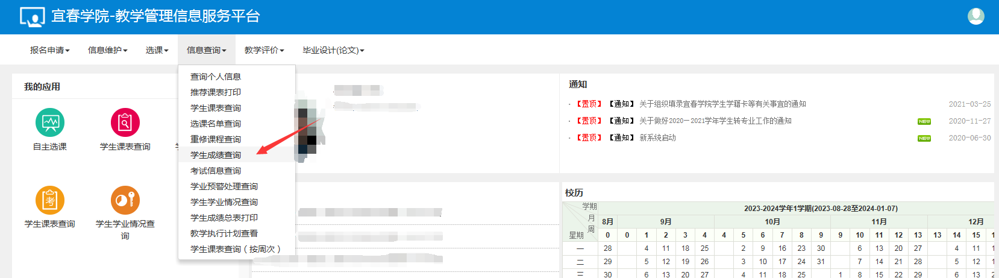 宜春学院-教学管理信息服务平台
报名申请 信息维护 选课 信息查询 教学评价 毕业设计(论文)
查询个人信息
推荐课表打印
学生课表查询
选课名单查询
重修课程查询
学生成绩查询
考试信息查询
学业预警处理查询
学生学业情况查询
学生成绩总表打印
教学执行计划查看
学生课表查询（按周次）
我的应用
自主选课 学生课表查询
学生课表查询 学生学业情况查
询
通知
【置顶】 【通知】 关于组织填录宜春学院学生学籍卡等有关事宜的通知 2021-03-25
【置顶】 【通知】 关于做好2020－2021学年学生转专业工作的通知 NEW 2020-11-27
【置顶】 【通知】 新系统启动 NEW 2020-06-30
校历
学期 2023-2024学年1学期(2023-08-28至2024-01-07)
月 8月 9月 10月 11月 12月
周
星期 0 0 1 2 3 4 4 5 6 7 8 9 9 10 11 12 13 13 14 15
一 28 4 11 18 25 2 9 16 23 30 6 13 20 27 4 11
二 29 5 12 19 26 3 10 17 24 31 7 14 21 28 5 12
三 30 6 13 20 27 4 11 18 25 1 8 15 22 29 6 13